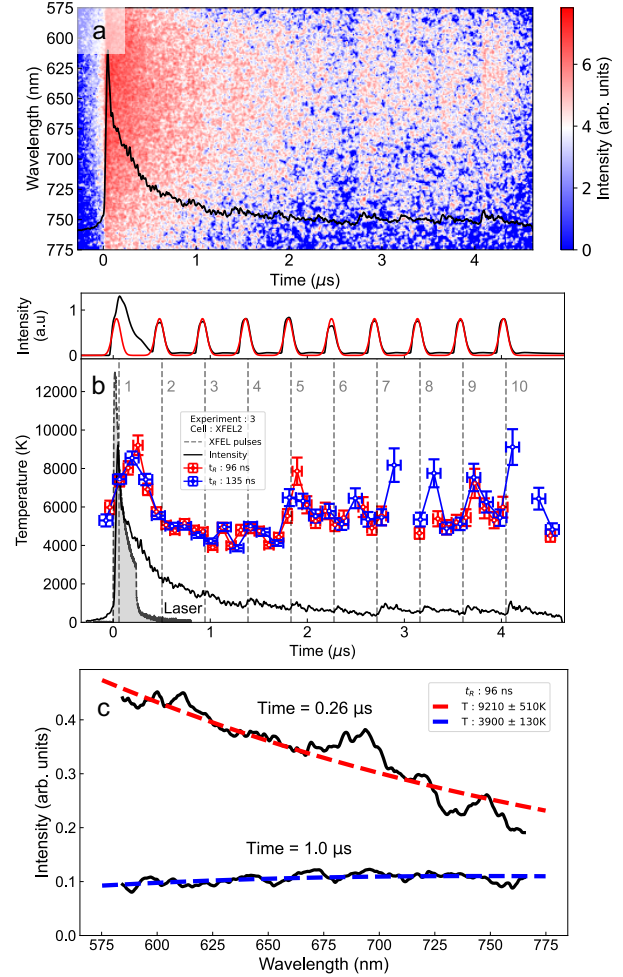 a
575
600
625
650
675
700
725
750
775
Wavelength (nm)
0
1
2
3
4
Time (μs)
6
4
2
0
Intensity (arb. units)
1
0
Intensity
(a.u)
b
1
2
3
4
5
6
7
8
9
10
Experiment : 3
Cell : XFEL2
XFEL pulses
Intensity
t_R : 96 ns
t_R : 135 ns
12000
10000
8000
6000
4000
2000
0
Temperature (K)
Laser
0
1
2
3
4
Time (μs)
c
t_R : 96 ns
T : 9210 ± 510K
T : 3900 ± 130K
Time = 0.26 μs
Time = 1.0 μs
0.4
0.3
0.2
0.1
0.0
Intensity (arb. units)
575
600
625
650
675
700
725
750
775
Wavelength (nm)